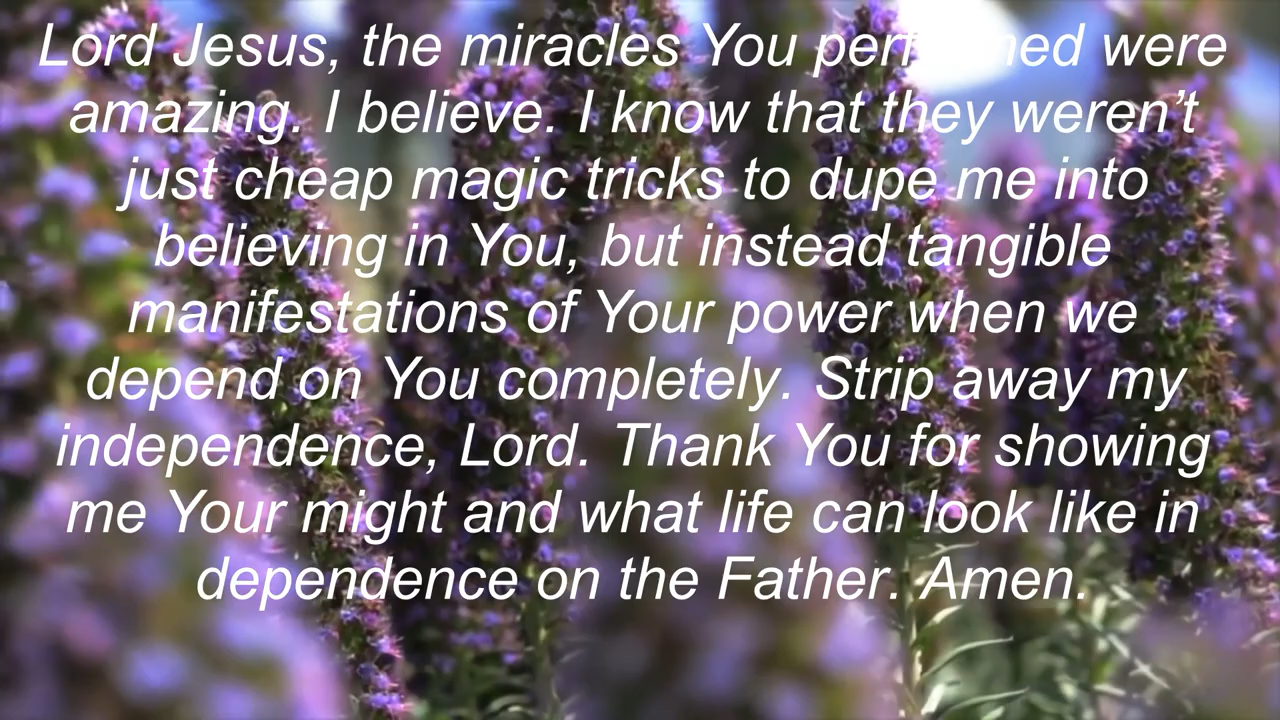 Lord Jesus, the miracles You performed were
amazing. I believe. I know that they weren’t
just cheap magic tricks to dupe me into
believing in You, but instead tangible
manifestations of Your power when we
depend on You completely. Strip away my
independence, Lord. Thank You for showing
me Your might and what life can look like in
dependence on the Father. Amen.